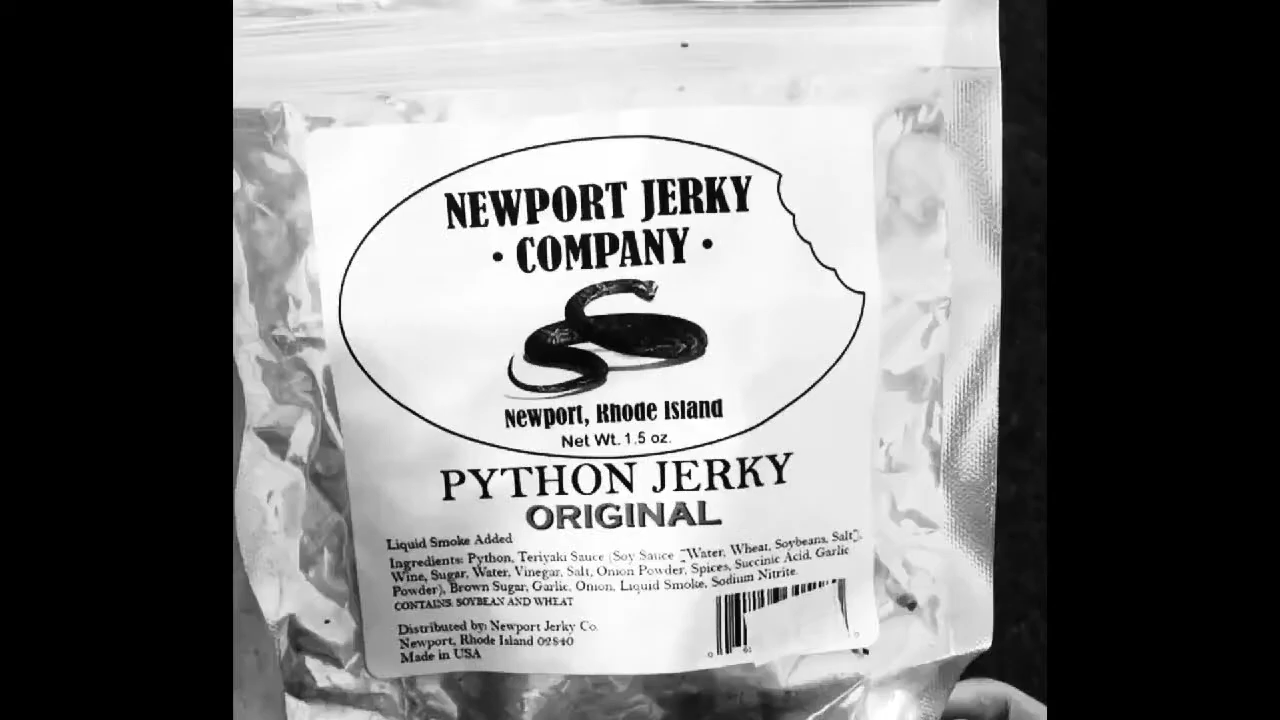 NEWPORT JERKY
• COMPANY •
Newport, Rhode Island
Net Wt. 1.5 oz.
PYTHON JERKY
ORIGINAL
Liquid Smoke Added
Ingredients: Python, Teriyaki Sauce (Soy Sauce [Water, Wheat, Soybeans, Salt],
Wine, Sugar, Water, Vinegar, Salt, Onion Powder, Spices, Succinic Acid, Garlic
Powder), Brown Sugar, Garlic, Onion, Liquid Smoke, Sodium Nitrite.
CONTAINS: SOYBEAN AND WHEAT
Distributed by: Newport Jerky Co.
Newport, Rhode Island 02840
Made in USA